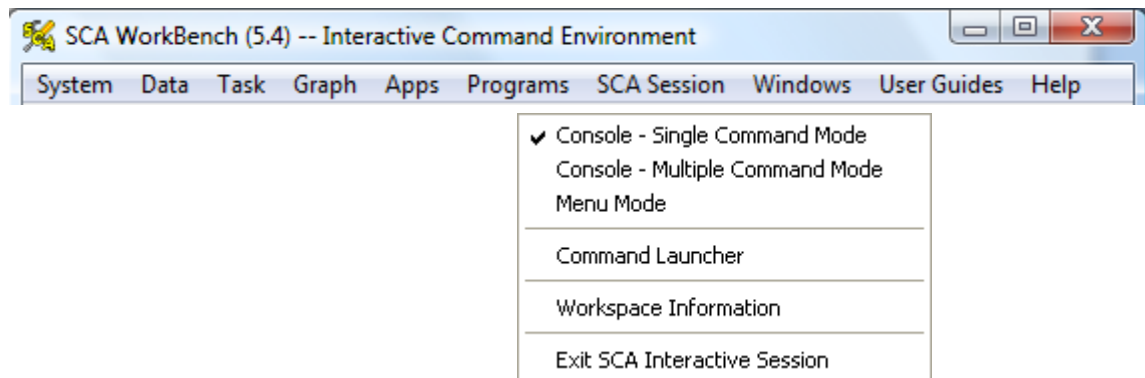 SCA WorkBench (5.4) -- Interactive Command Environment
System Data Task Graph Apps Programs SCA Session Windows User Guides Help
Console - Single Command Mode
Console - Multiple Command Mode
Menu Mode
Command Launcher
Workspace Information
Exit SCA Interactive Session